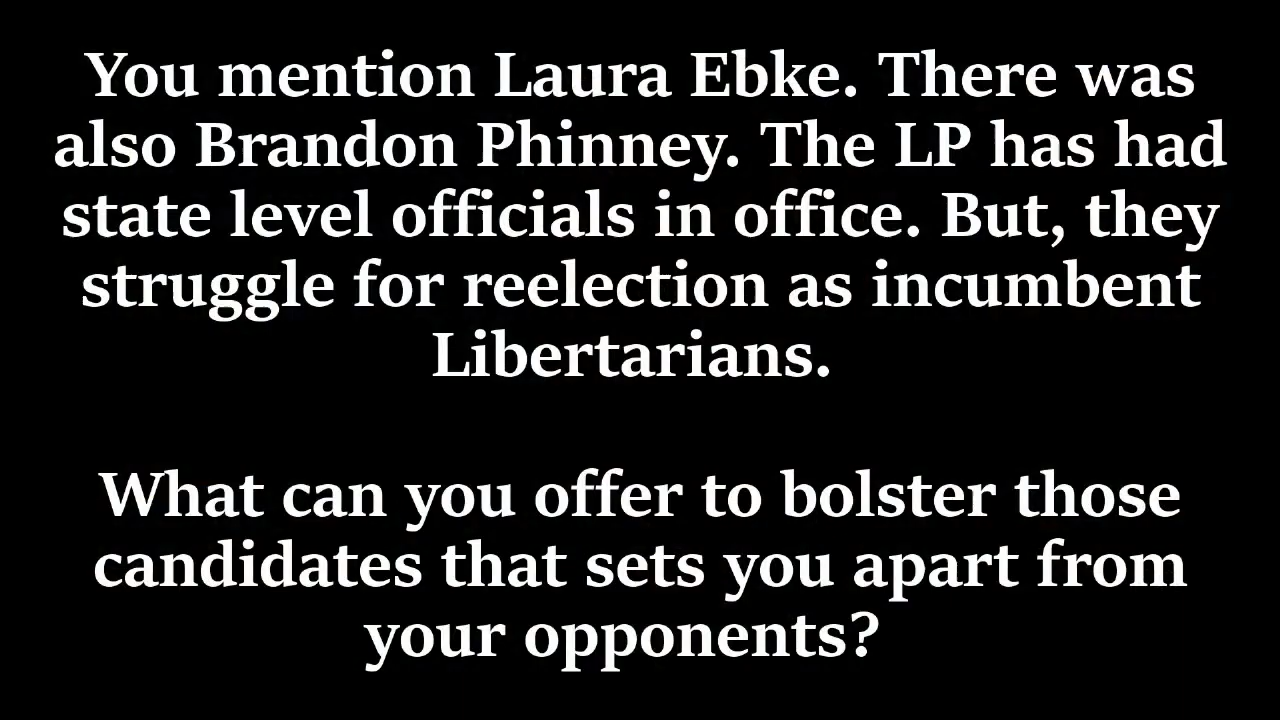 You mention Laura Ebke. There was
also Brandon Phinney. The LP has had
state level officials in office. But, they
struggle for reelection as incumbent
Libertarians.
What can you offer to bolster those
candidates that sets you apart from
your opponents?